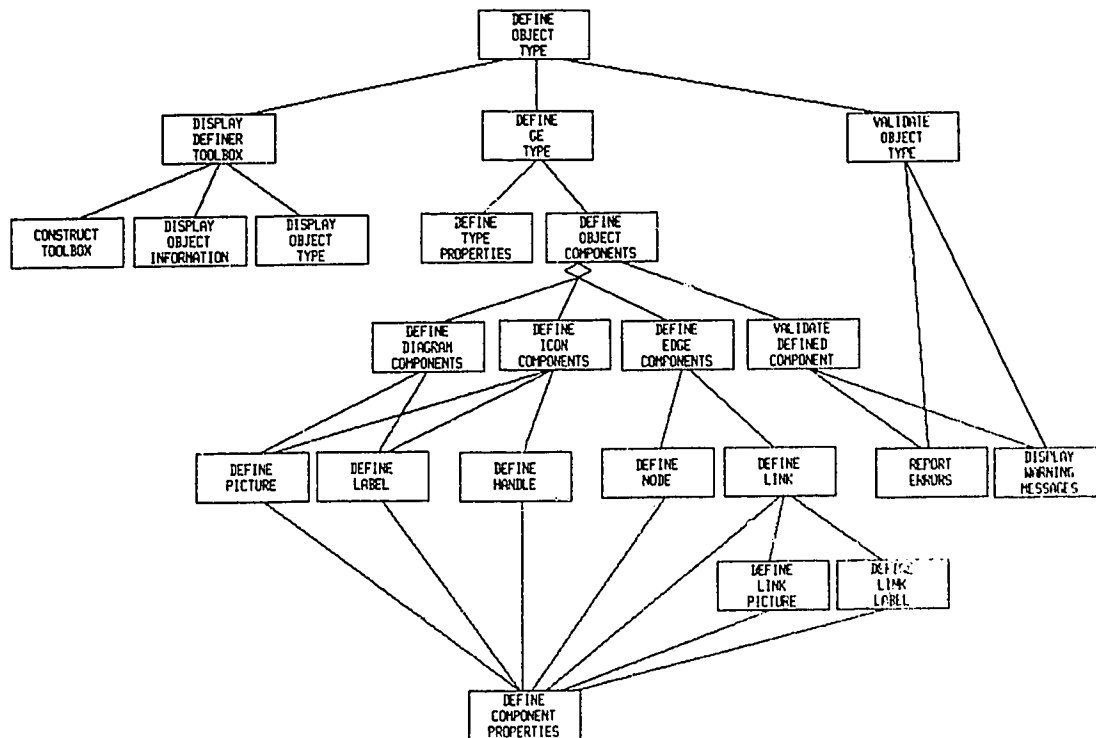 DEFINE
OBJECT
TYPE
DISPLAY
DEFINER
TOOLBOX
DEFINE
GE
TYPE
VALIDATE
OBJECT
TYPE
CONSTRUCT
TOOLBOX
DISPLAY
OBJECT
INFORMATION
DISPLAY
OBJECT
TYPE
DEFINE
TYPE
PROPERTIES
DEFINE
OBJECT
COMPONENTS
DEFINE
DIAGRAM
COMPONENTS
DEFINE
ICON
COMPONENTS
DEFINE
EDGE
COMPONENTS
VALIDATE
DEFINED
COMPONENT
DEFINE
PICTURE
DEFINE
LABEL
DEFINE
HANDLE
DEFINE
NODE
DEFINE
LINK
REPORT
ERRORS
DISPLAY
WARNING
MESSAGES
DEFINE
LINK
PICTURE
DEFINE
LINK
LABEL
DEFINE
COMPONENT
PROPERTIES